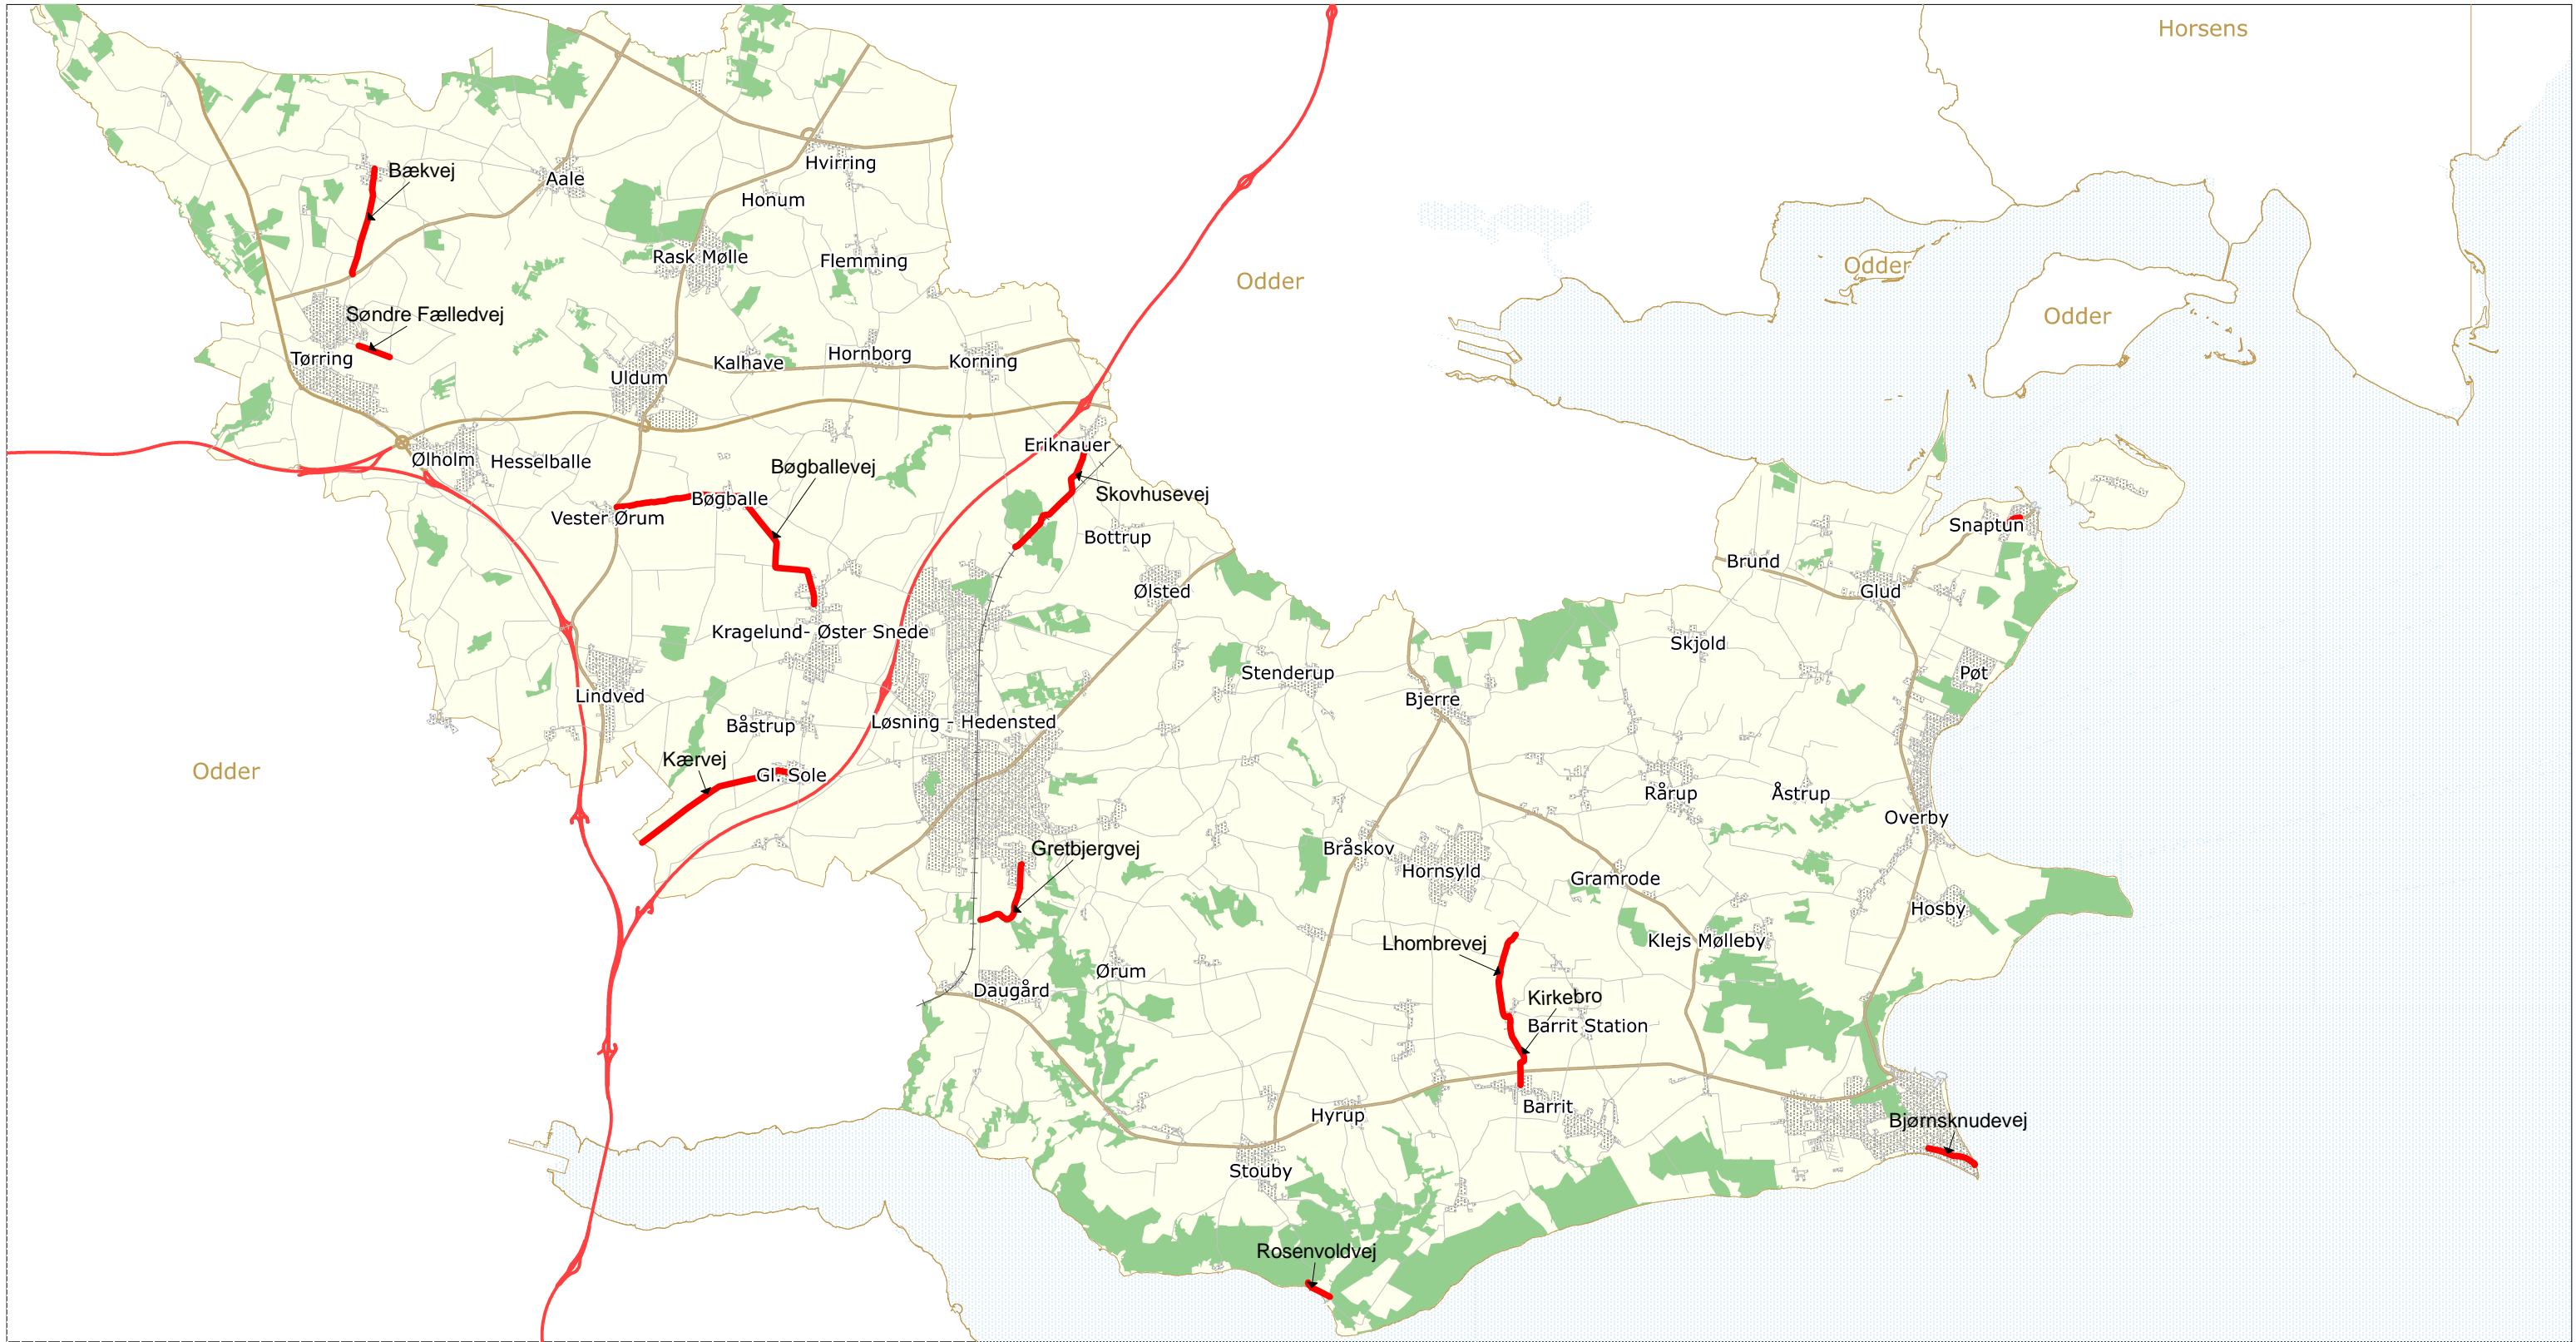 Horsens
Hvirring
Bækvej
Aale
Honum
Rask Mølle
Flemming
Odder
Odder
Odder
Søndre Fælledvej
Tørring
Uldum
Kalhave
Hornborg
Korning
Eriknauer
Ølholm
Hesselballe
Bøgballevej
Skovhusevej
Bøgballe
Vester Ørum
Bottrup
Snaptun
Brund
Ølsted
Glud
Kragelund- Øster Snede
Skjold
Stenderup
Pøt
Lindved
Bjerre
Båstrup
Løsning - Hedensted
Kærvej
Gl. Sole
Odder
Rårup
Åstrup
Overby
Gretbjergvej
Bråskov
Hornsyld
Gramrode
Hosby
Lhombrevej
Klejs Mølleby
Ørum
Daugård
Kirkebro
Barrit Station
Barrit
Hyrup
Bjørnsknudevej
Stouby
Rosenvoldvej